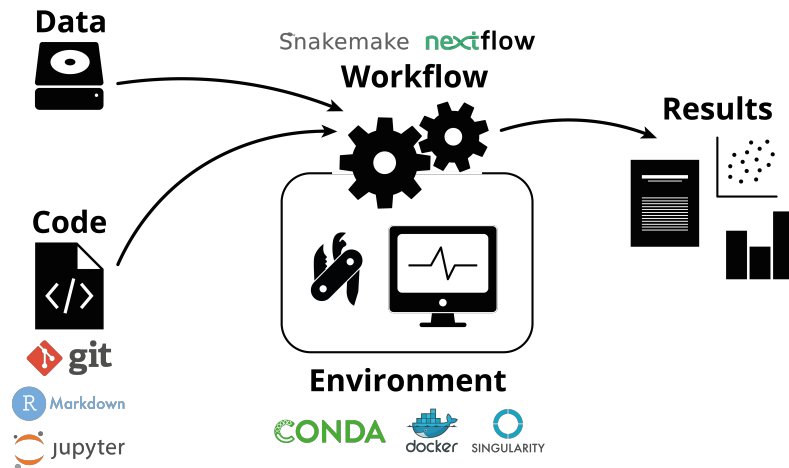 Data
Snakemake nextflow
Workflow
Results
Code
</>
git
R Markdown
jupyter
Environment
CONDA docker SINGULARITY